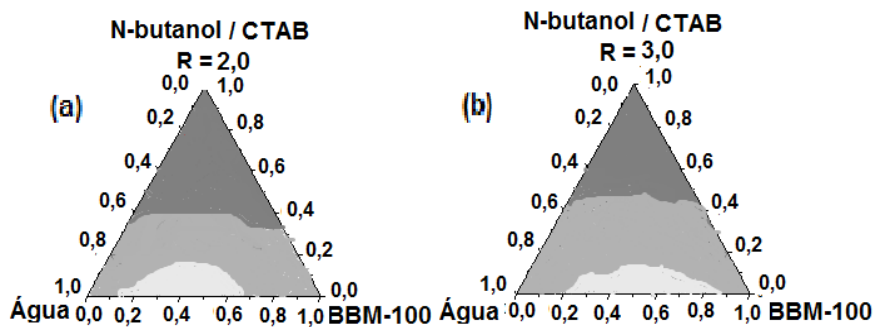 N-butanol / CTAB
R = 2,0
(a)
0,0 1,0
0,2 0,8
0,4 0,6
0,6 0,4
0,8 0,2
1,0 0,0
Água 0,0 0,2 0,4 0,6 0,8 1,0 BBM-100
N-butanol / CTAB
R = 3,0
(b)
0,0 1,0
0,2 0,8
0,4 0,6
0,6 0,4
0,8 0,2
1,0 0,0
Água 0,0 0,2 0,4 0,6 0,8 1,0 BBM-100